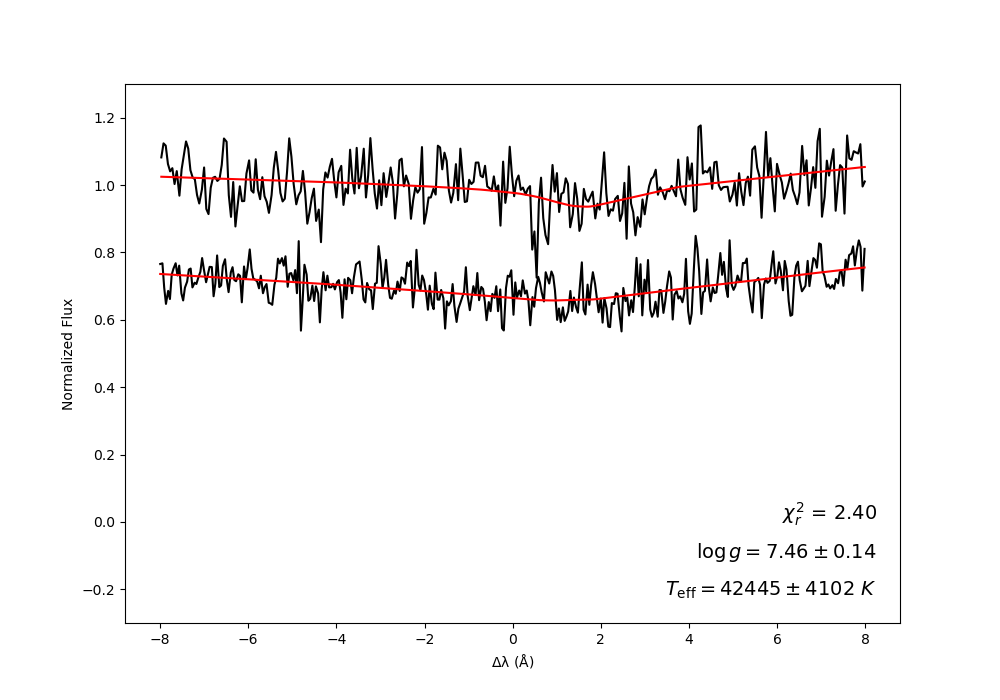 1.2
1.0
0.8
0.6
0.4
0.2
0.0
−0.2
Normalized Flux
χ²ᵣ = 2.40
log g = 7.46 ± 0.14
T_eff = 42445 ± 4102 K
−8 −6 −4 −2 0 2 4 6 8
Δλ (Å)